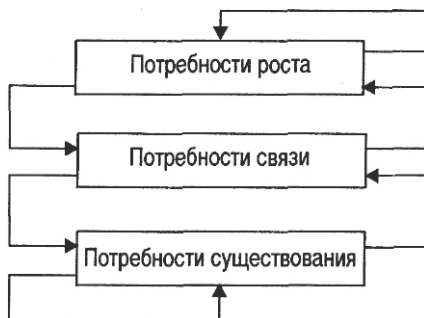 Потребности роста
Потребности связи
Потребности существования